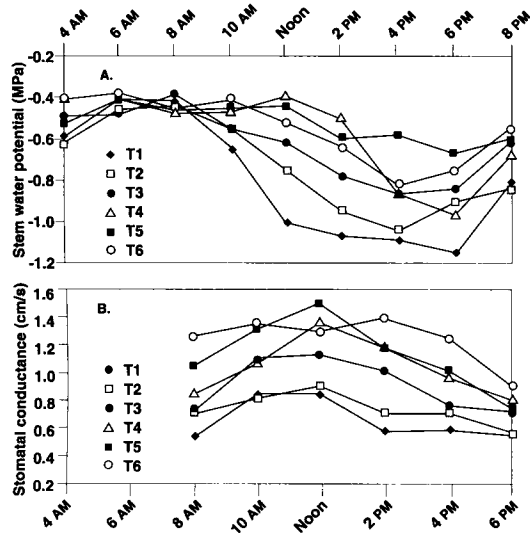 4 AM 6 AM 8 AM 10 AM Noon 2 PM 4 PM 6 PM 8 PM
A.
Stem water potential (MPa)
-0.2
-0.4
-0.6
-0.8
-1.0
-1.2
T1
T2
T3
T4
T5
T6
B.
Stomatal conductance (cm/s)
1.6
1.4
1.2
1.0
0.8
0.6
0.4
0.2
T1
T2
T3
T4
T5
T6
4 AM 6 AM 8 AM 10 AM Noon 2 PM 4 PM 6 PM